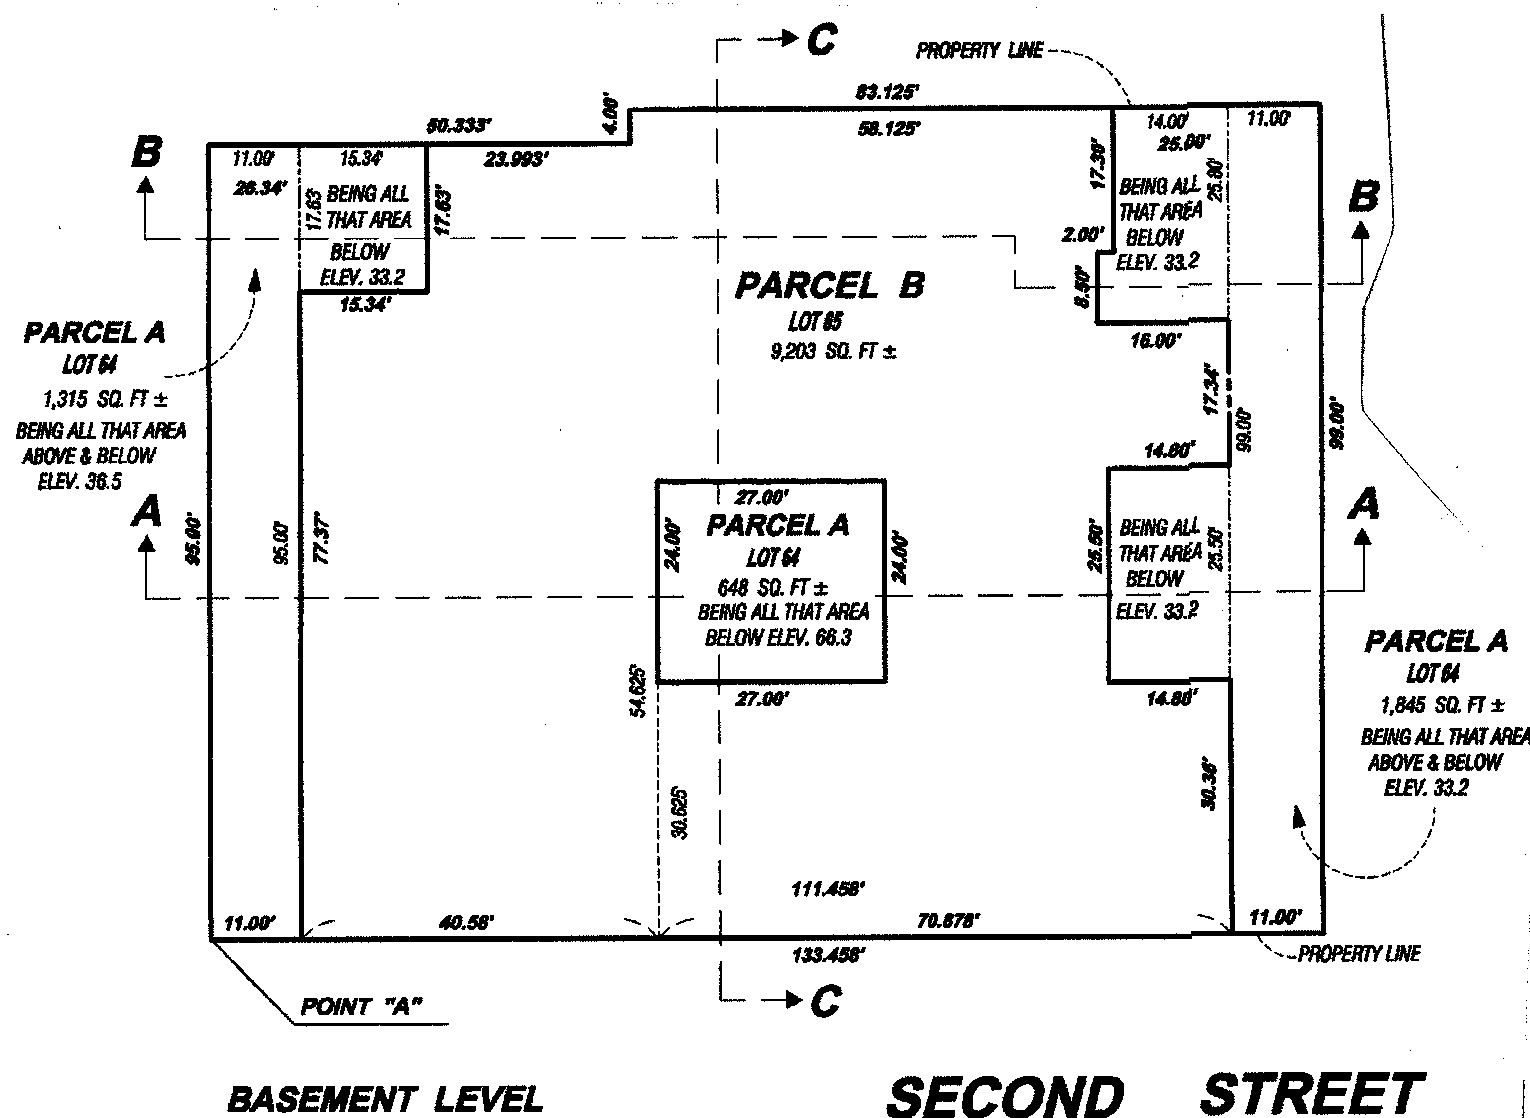 C
PROPERTY LINE
83.125'
50.333'
4.00'
58.125'
14.00'
11.00'
25.00'
B
11.00'
15.34'
23.993'
26.34'
17.63'
BEING ALL
THAT AREA
BELOW
ELEV. 33.2
17.63'
15.34'
17.30'
25.80'
BEING ALL
THAT AREA
BELOW
ELEV. 33.2
B
2.00'
8.50'
16.00'
PARCEL B
LOT 65
9,203 SQ. FT ±
PARCEL A
LOT 64
1,315 SQ. FT ±
BEING ALL THAT AREA
ABOVE & BELOW
ELEV. 36.5
17.34'
99.00'
99.00'
14.80'
A
95.00'
95.00'
77.37'
27.00'
24.00'
PARCEL A
LOT 64
648 SQ. FT ±
BEING ALL THAT AREA
BELOW ELEV. 66.3
24.00'
27.00'
25.50'
BEING ALL
THAT AREA
BELOW
ELEV. 33.2
25.50'
A
14.80'
54.625'
30.625'
30.36'
PARCEL A
LOT 64
1,845 SQ. FT ±
BEING ALL THAT AREA
ABOVE & BELOW
ELEV. 33.2
111.458'
11.00'
40.58'
70.878'
11.00'
133.458'
PROPERTY LINE
C
POINT "A"
BASEMENT LEVEL
SECOND STREET